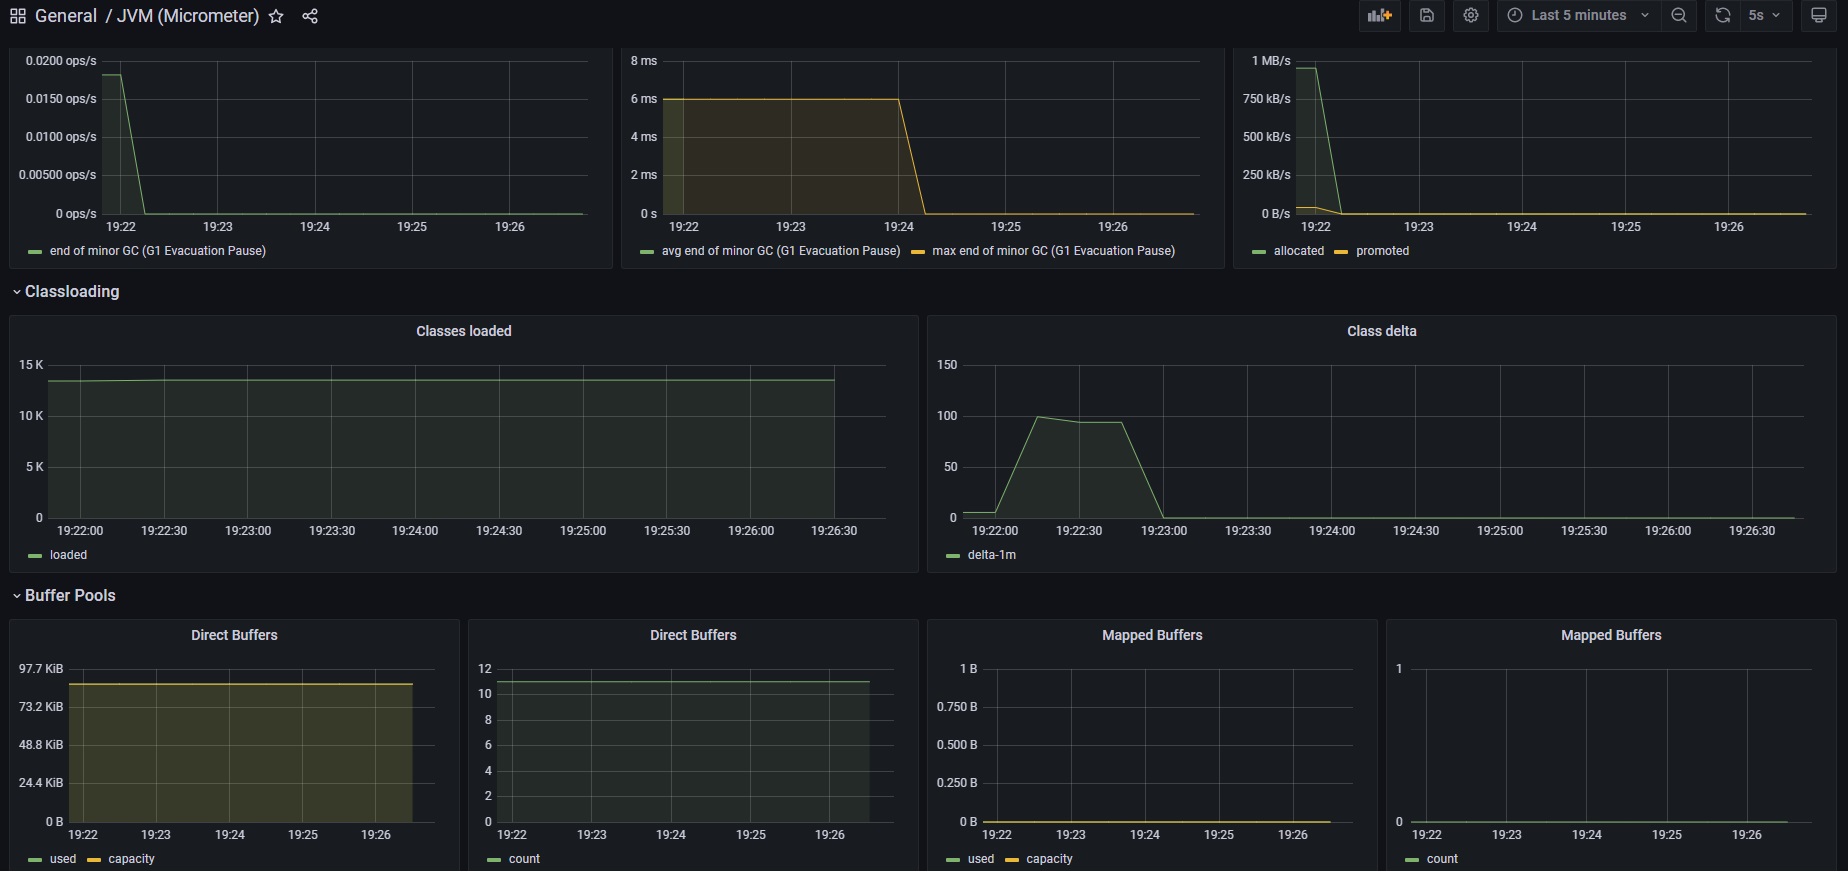 General / JVM (Micrometer)
Last 5 minutes
5s
0.0200 ops/s
0.0150 ops/s
0.0100 ops/s
0.00500 ops/s
0 ops/s
19:22 19:23 19:24 19:25 19:26
end of minor GC (G1 Evacuation Pause)
8 ms
6 ms
4 ms
2 ms
0 s
19:22 19:23 19:24 19:25 19:26
avg end of minor GC (G1 Evacuation Pause) max end of minor GC (G1 Evacuation Pause)
1 MB/s
750 kB/s
500 kB/s
250 kB/s
0 B/s
19:22 19:23 19:24 19:25 19:26
allocated promoted
Classloading
Classes loaded
15 K
10 K
5 K
0
19:22:00 19:22:30 19:23:00 19:23:30 19:24:00 19:24:30 19:25:00 19:25:30 19:26:00 19:26:30
loaded
Class delta
150
100
50
0
19:22:00 19:22:30 19:23:00 19:23:30 19:24:00 19:24:30 19:25:00 19:25:30 19:26:00 19:26:30
delta-1m
Buffer Pools
Direct Buffers
97.7 KiB
73.2 KiB
48.8 KiB
24.4 KiB
0 B
19:22 19:23 19:24 19:25 19:26
used capacity
Direct Buffers
12
10
8
6
4
2
0
19:22 19:23 19:24 19:25 19:26
count
Mapped Buffers
1 B
0.750 B
0.500 B
0.250 B
0 B
19:22 19:23 19:24 19:25 19:26
used capacity
Mapped Buffers
1
0
19:22 19:23 19:24 19:25 19:26
count